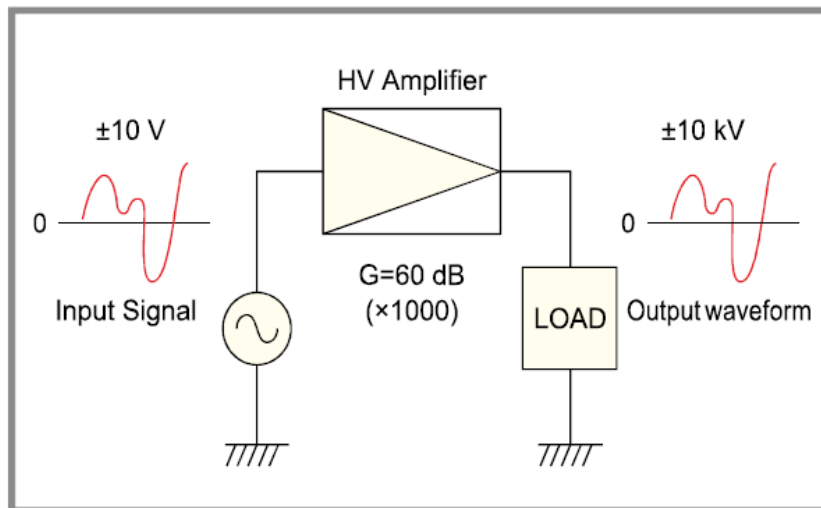 HV Amplifier
±10 V
±10 kV
0
0
G=60 dB
(×1000)
Input Signal
LOAD
Output waveform